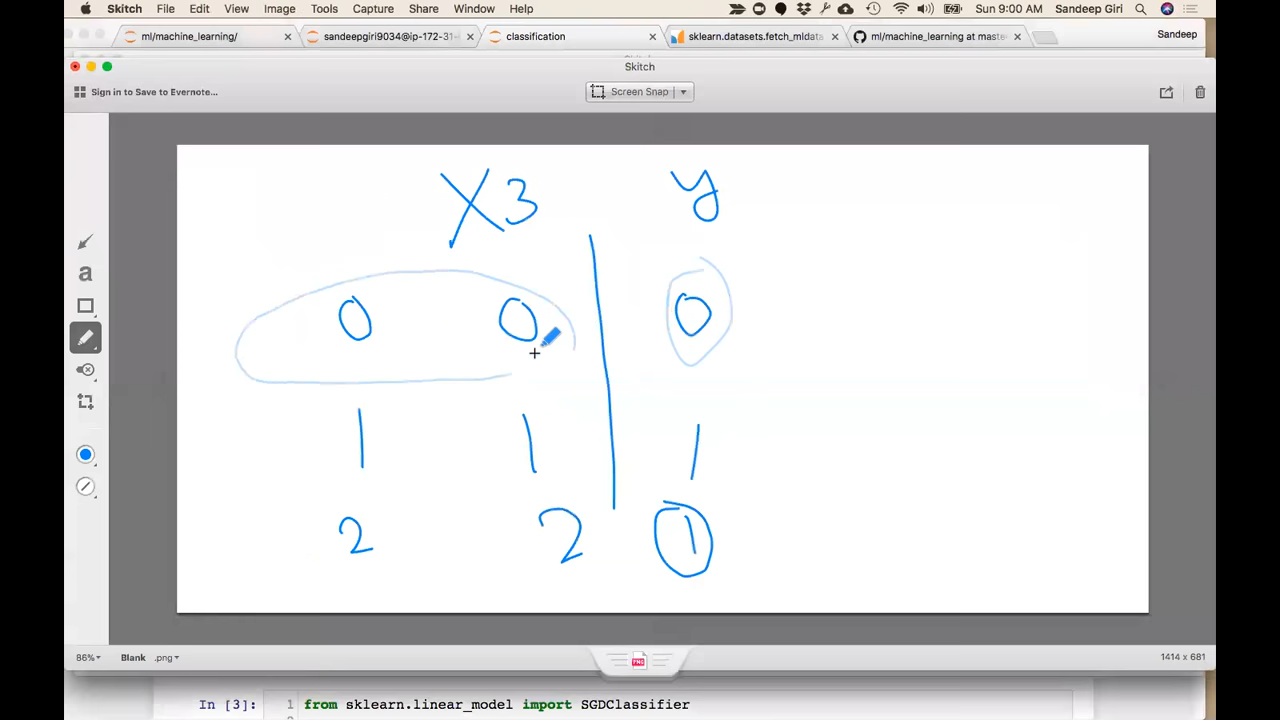 Skitch File Edit View Image Tools Capture Share Window Help Sun 9:00 AM Sandeep Giri
ml/machine_learning/ sandeepgiri9034@ip-172-31- classification sklearn.datasets.fetch_mldata ml/machine_learning at maste Sandeep
Skitch
Sign in to Save to Evernote... Screen Snap
a
X3 y
0 0 0
1 1 1
2 2 1
86% Blank .png PNG 1414 x 681
In [3]: 1 from sklearn.linear_model import SGDClassifier